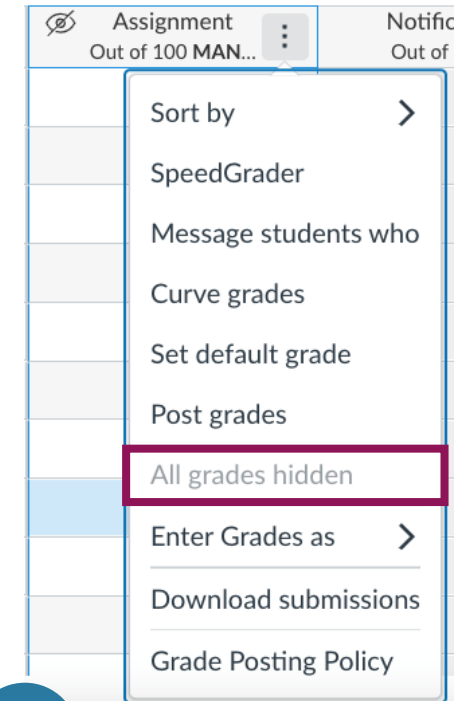 Assignment
Out of 100 MAN...
Notific
Out of
Sort by
SpeedGrader
Message students who
Curve grades
Set default grade
Post grades
All grades hidden
Enter Grades as
Download submissions
Grade Posting Policy